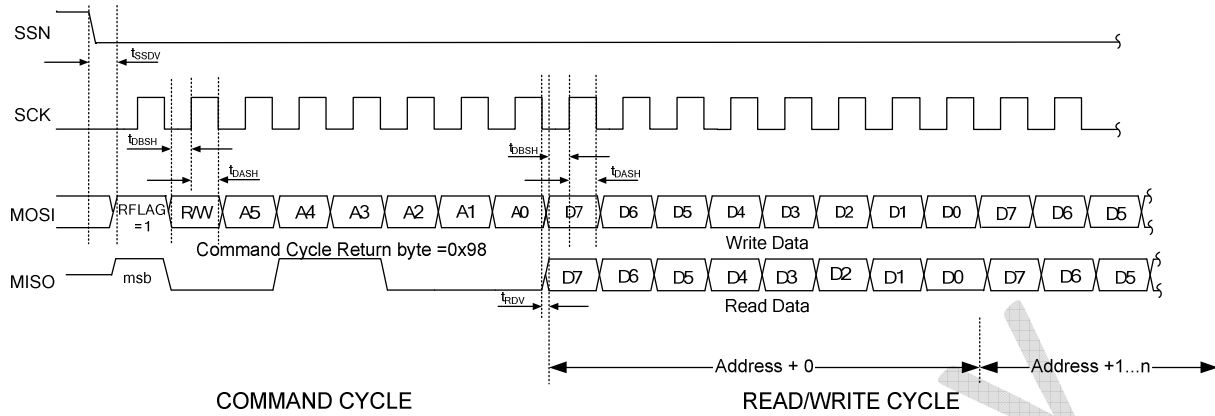 SSN
tSSDV
SCK
tDBSH
tDASH
tDBSH
tDASH
MOSI
RFLAG
=1
R/W A5 A4 A3 A2 A1 A0 D7 D6 D5 D4 D3 D2 D1 D0 D7 D6 D5
Command Cycle Return byte =0x98
Write Data
MISO
msb
D7 D6 D5 D4 D3 D2 D1 D0 D7 D6 D5
tRDV
Read Data
Address + 0
Address +1...n
COMMAND CYCLE
READ/WRITE CYCLE